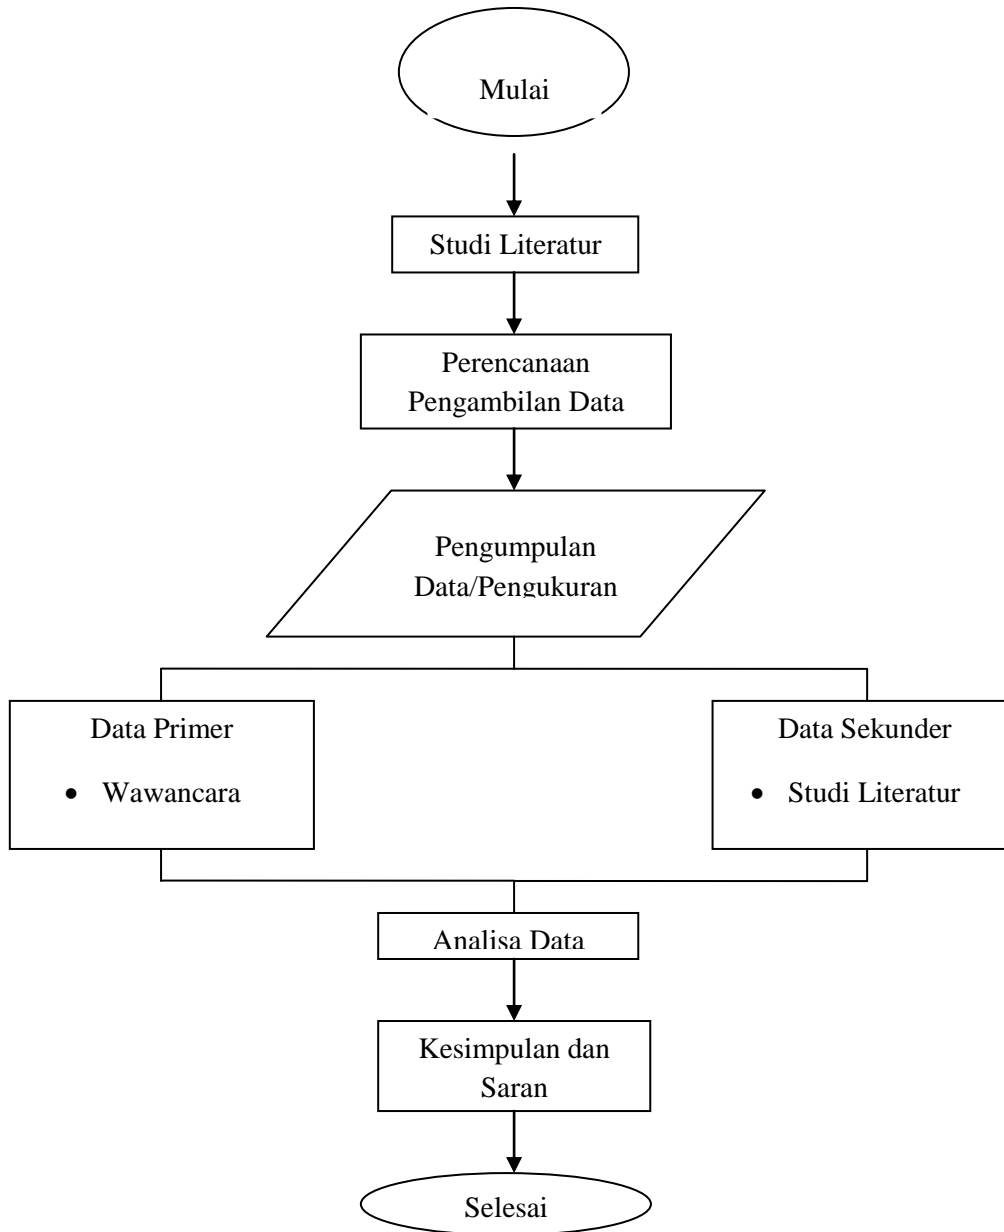 Mulai
Studi Literatur
Perencanaan
Pengambilan Data
Pengumpulan
Data/Pengukuran
Data Primer
• Wawancara
Data Sekunder
• Studi Literatur
Analisa Data
Kesimpulan dan
Saran
Selesai